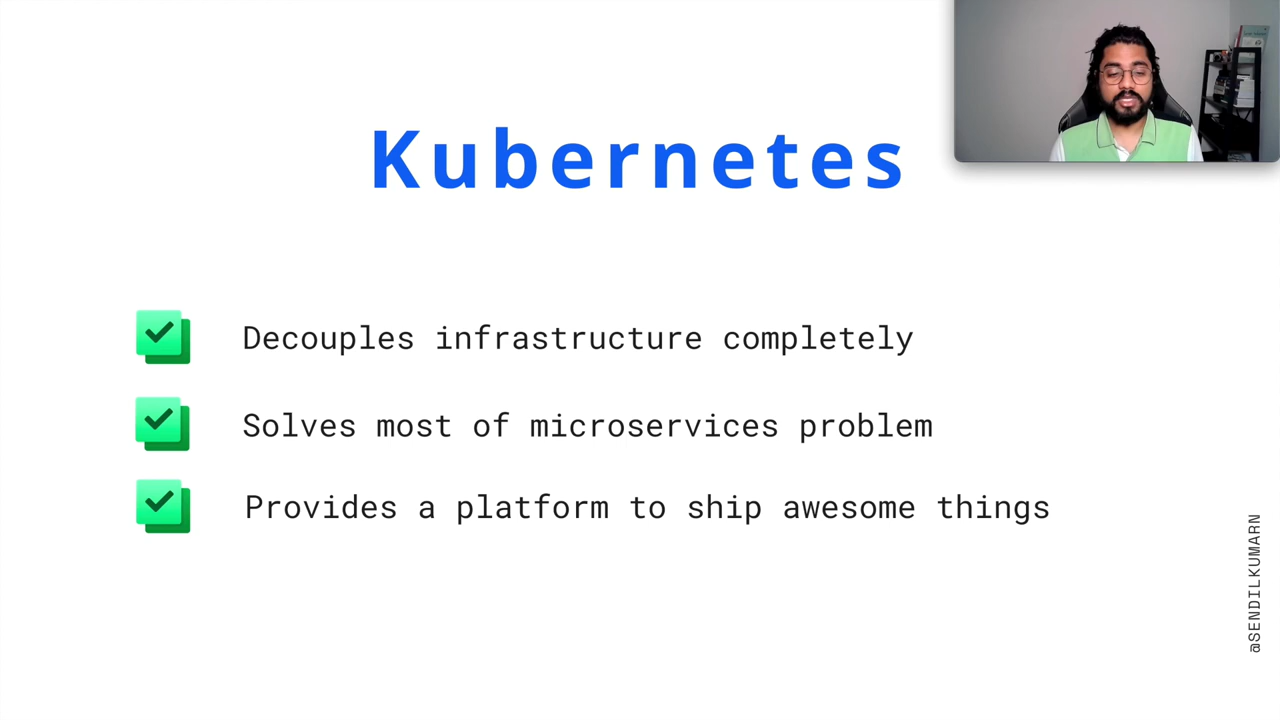 Kubernetes
Decouples infrastructure completely
Solves most of microservices problem
Provides a platform to ship awesome things
@SENDILKUMARN